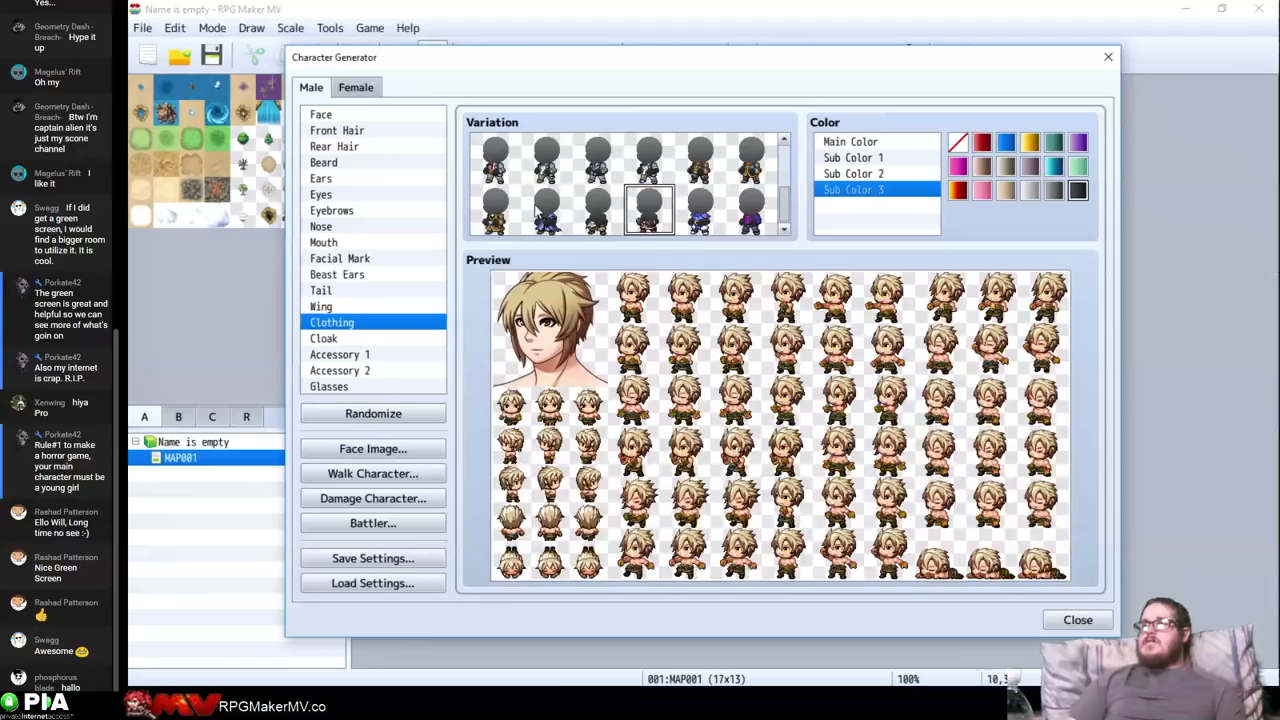 Yes...
Geometry Dash -
Breach- Hype it
up
Magelus' Rift
Oh my
Geometry Dash -
Breach- Btw I'm
captain alien it's
just my scone
channel
Magelus' Rift I
like it
Swagg If I did
get a green
screen, I would
find a bigger room
to utilize it. It is
cool.
Porkate42
The green
screen is great and
helpful so we can
see more of what's
goin on
Porkate42
Also my internet
is crap. R.I.P.
Xenwing hiya
Pro
Porkate42
Rule#1 to make
a horror game,
your main
character must be
a young girl
Rashad Patterson
Ello Will, Long
time no see :-)
Rashad Patterson
Nice Green
Screen
Rashad Patterson
👍
Swagg
Awesome 😂
phosphorus
blade hallo
PIA
privateinternetaccess™
Name is empty - RPG Maker MV
File Edit Mode Draw Scale Tools Game Help
A B C R
Name is empty
MAP001
Character Generator
Male Female
Face
Front Hair
Rear Hair
Beard
Ears
Eyes
Eyebrows
Nose
Mouth
Facial Mark
Beast Ears
Tail
Wing
Clothing
Cloak
Accessory 1
Accessory 2
Glasses
Randomize
Face Image...
Walk Character...
Damage Character...
Battler...
Save Settings...
Load Settings...
Variation
Color
Main Color
Sub Color 1
Sub Color 2
Sub Color 3
Preview
Close
001:MAP001 (17x13) 100% 10,3
MV RPGMakerMV.co